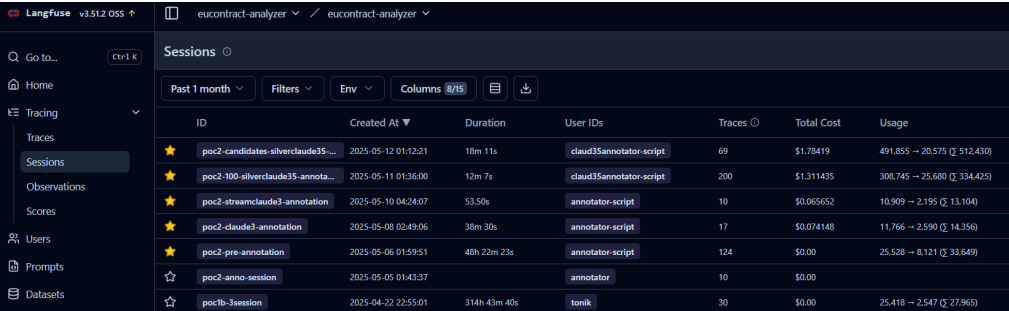 Langfuse v3.51.2 OSS ↑
eucontract-analyzer / eucontract-analyzer
Go to... Ctrl K
Sessions
Home
Past 1 month Filters Env Columns 8/15
Tracing
ID Created At ▼ Duration User IDs Traces Total Cost Usage
Traces
poc2-candidates-silverclaude35-... 2025-05-12 01:12:21 18m 11s claud35annotator-script 69 $1.78419 491,855 → 20,575 (∑ 512,430)
Sessions
poc2-100-silverclaude35-annota... 2025-05-11 01:36:00 12m 7s claud35annotator-script 200 $1.311435 308,745 → 25,680 (∑ 334,425)
Observations
poc2-streamclaude3-annotation 2025-05-10 04:24:07 53.50s annotator-script 10 $0.065652 10,909 → 2,195 (∑ 13,104)
Scores
poc2-claude3-annotation 2025-05-08 02:49:06 38m 30s annotator-script 17 $0.074148 11,766 → 2,590 (∑ 14,356)
Users
poc2-pre-annotation 2025-05-06 01:59:51 48h 22m 23s annotator-script 124 $0.00 25,528 → 8,121 (∑ 33,649)
Prompts
poc2-anno-session 2025-05-05 01:43:37 annotator 10 $0.00
Datasets
poc1b-3session 2025-04-22 22:55:01 314h 43m 40s tonik 30 $0.00 25,418 → 2,547 (∑ 27,965)